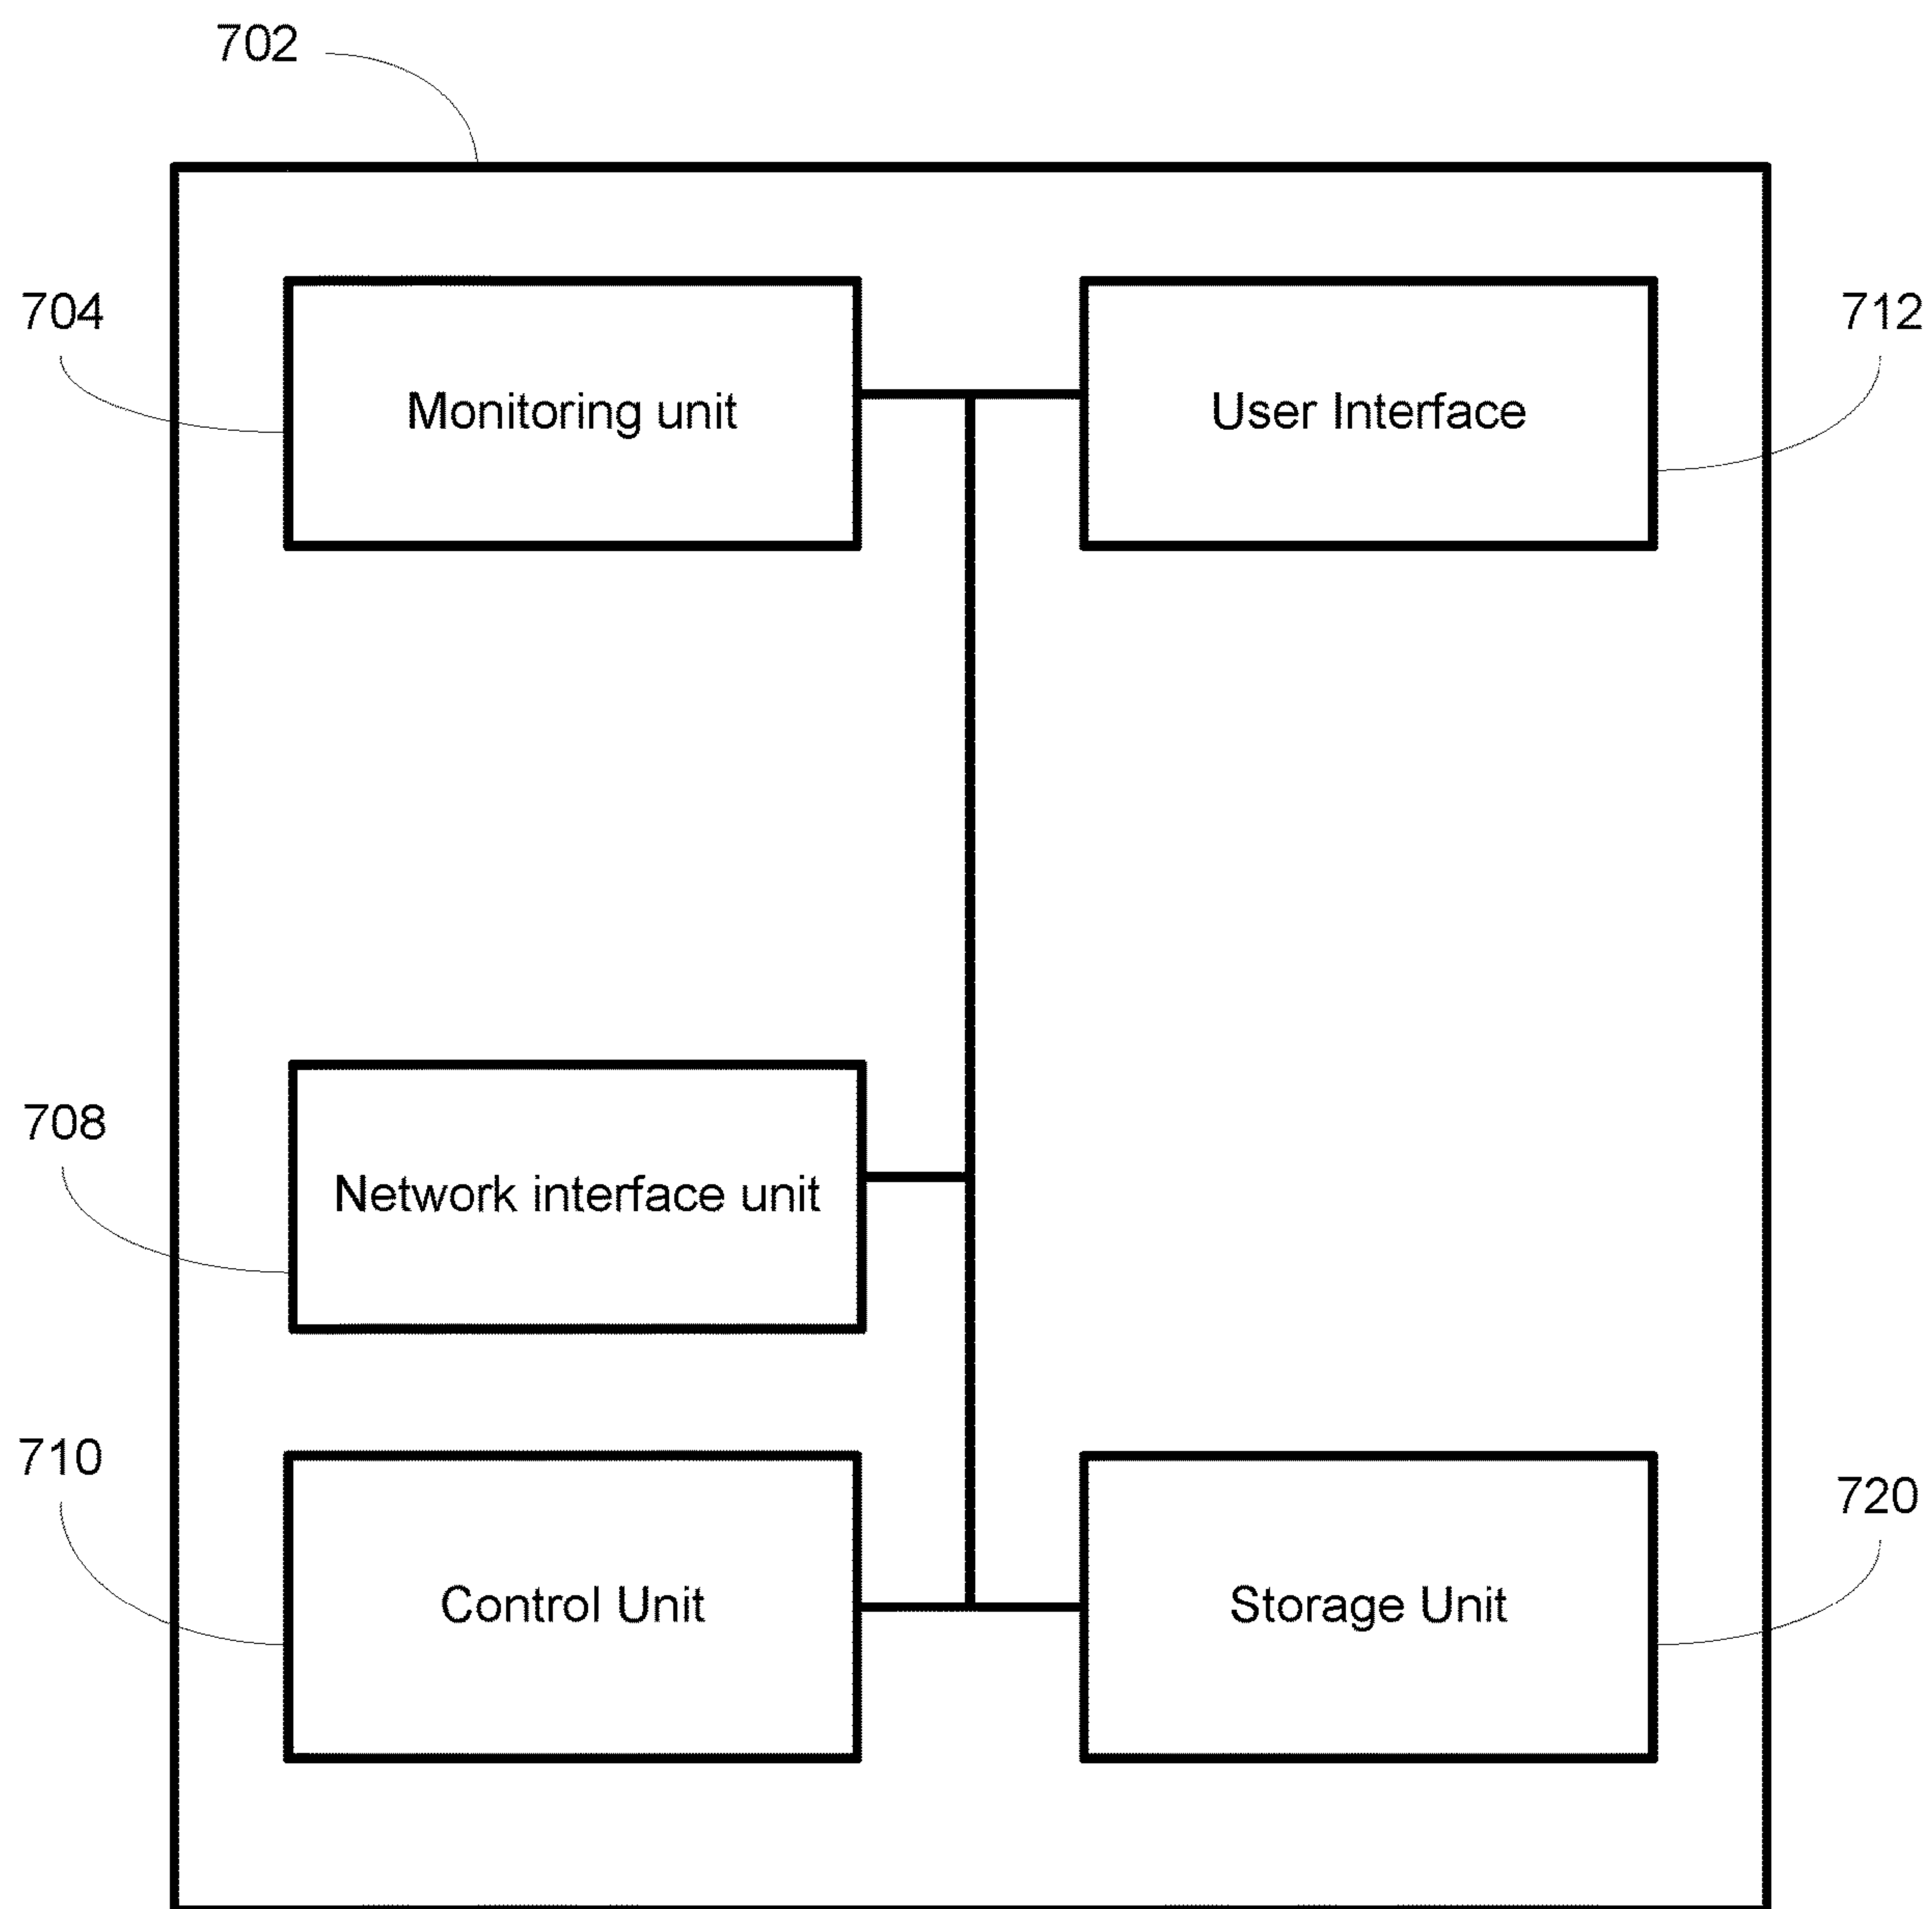 702
704
712
Monitoring unit
User Interface
708
Network interface unit
710
720
Control Unit
Storage Unit